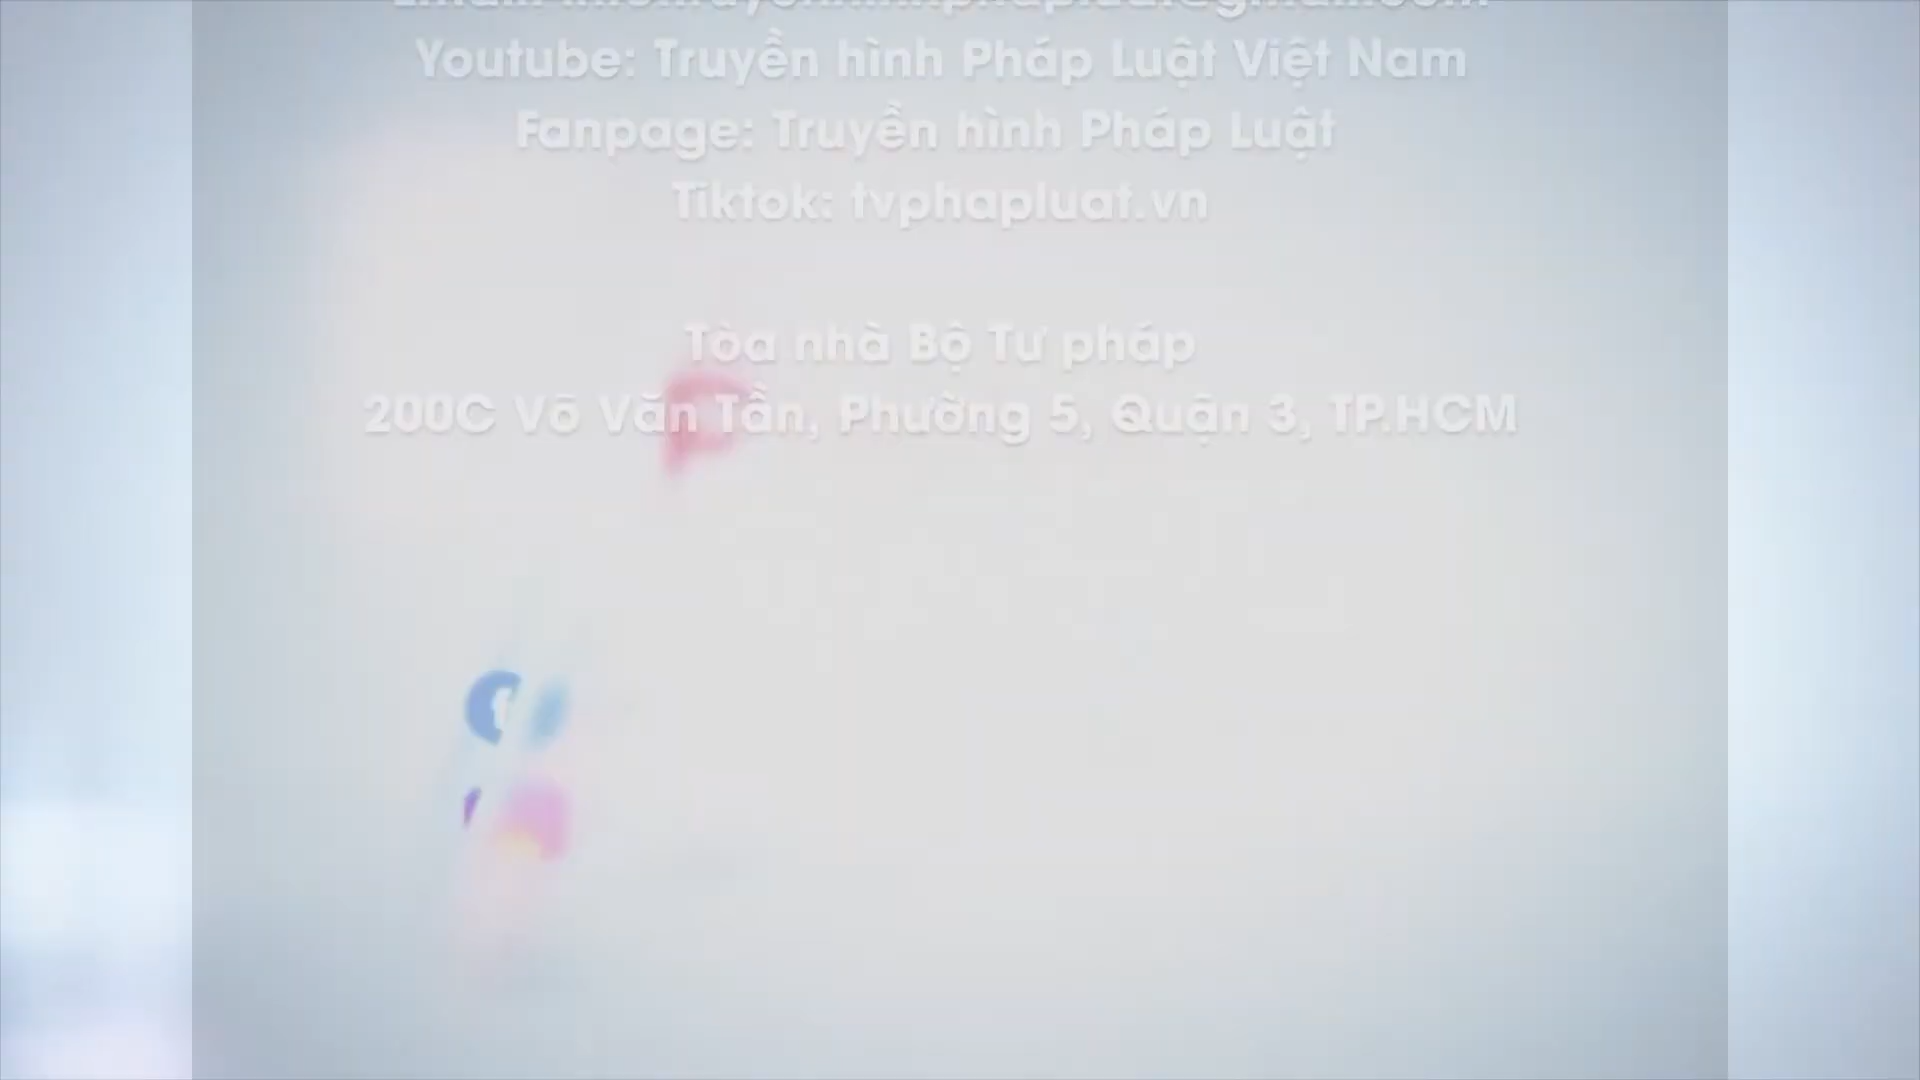 Youtube: Truyền hình Pháp Luật Việt Nam
Fanpage: Truyền hình Pháp Luật
Tiktok: tvphapluat.vn
Tòa nhà Bộ Tư pháp
200C Võ Văn Tần, Phường 5, Quận 3, TP.HCM